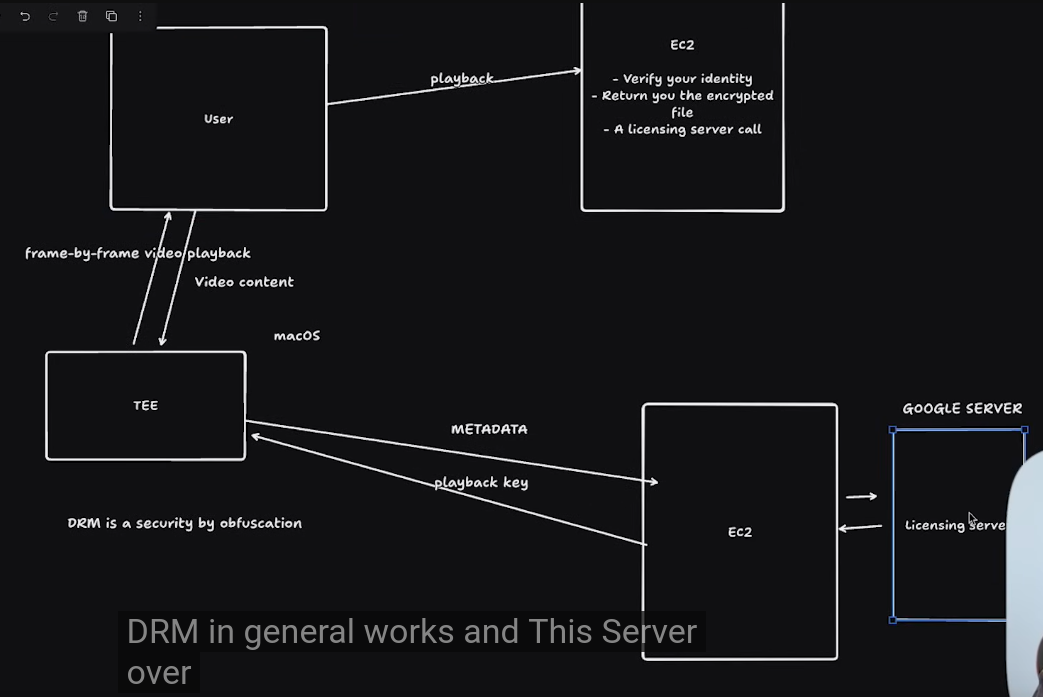 EC2
- Verify your identity
- Return you the encrypted
file
- A licensing server call
playback
User
frame-by-frame video playback
Video content
macOS
TEE
METADATA
playback key
DRM is a security by obfuscation
EC2
GOOGLE SERVER
Licensing serve
DRM in general works and This Server
over